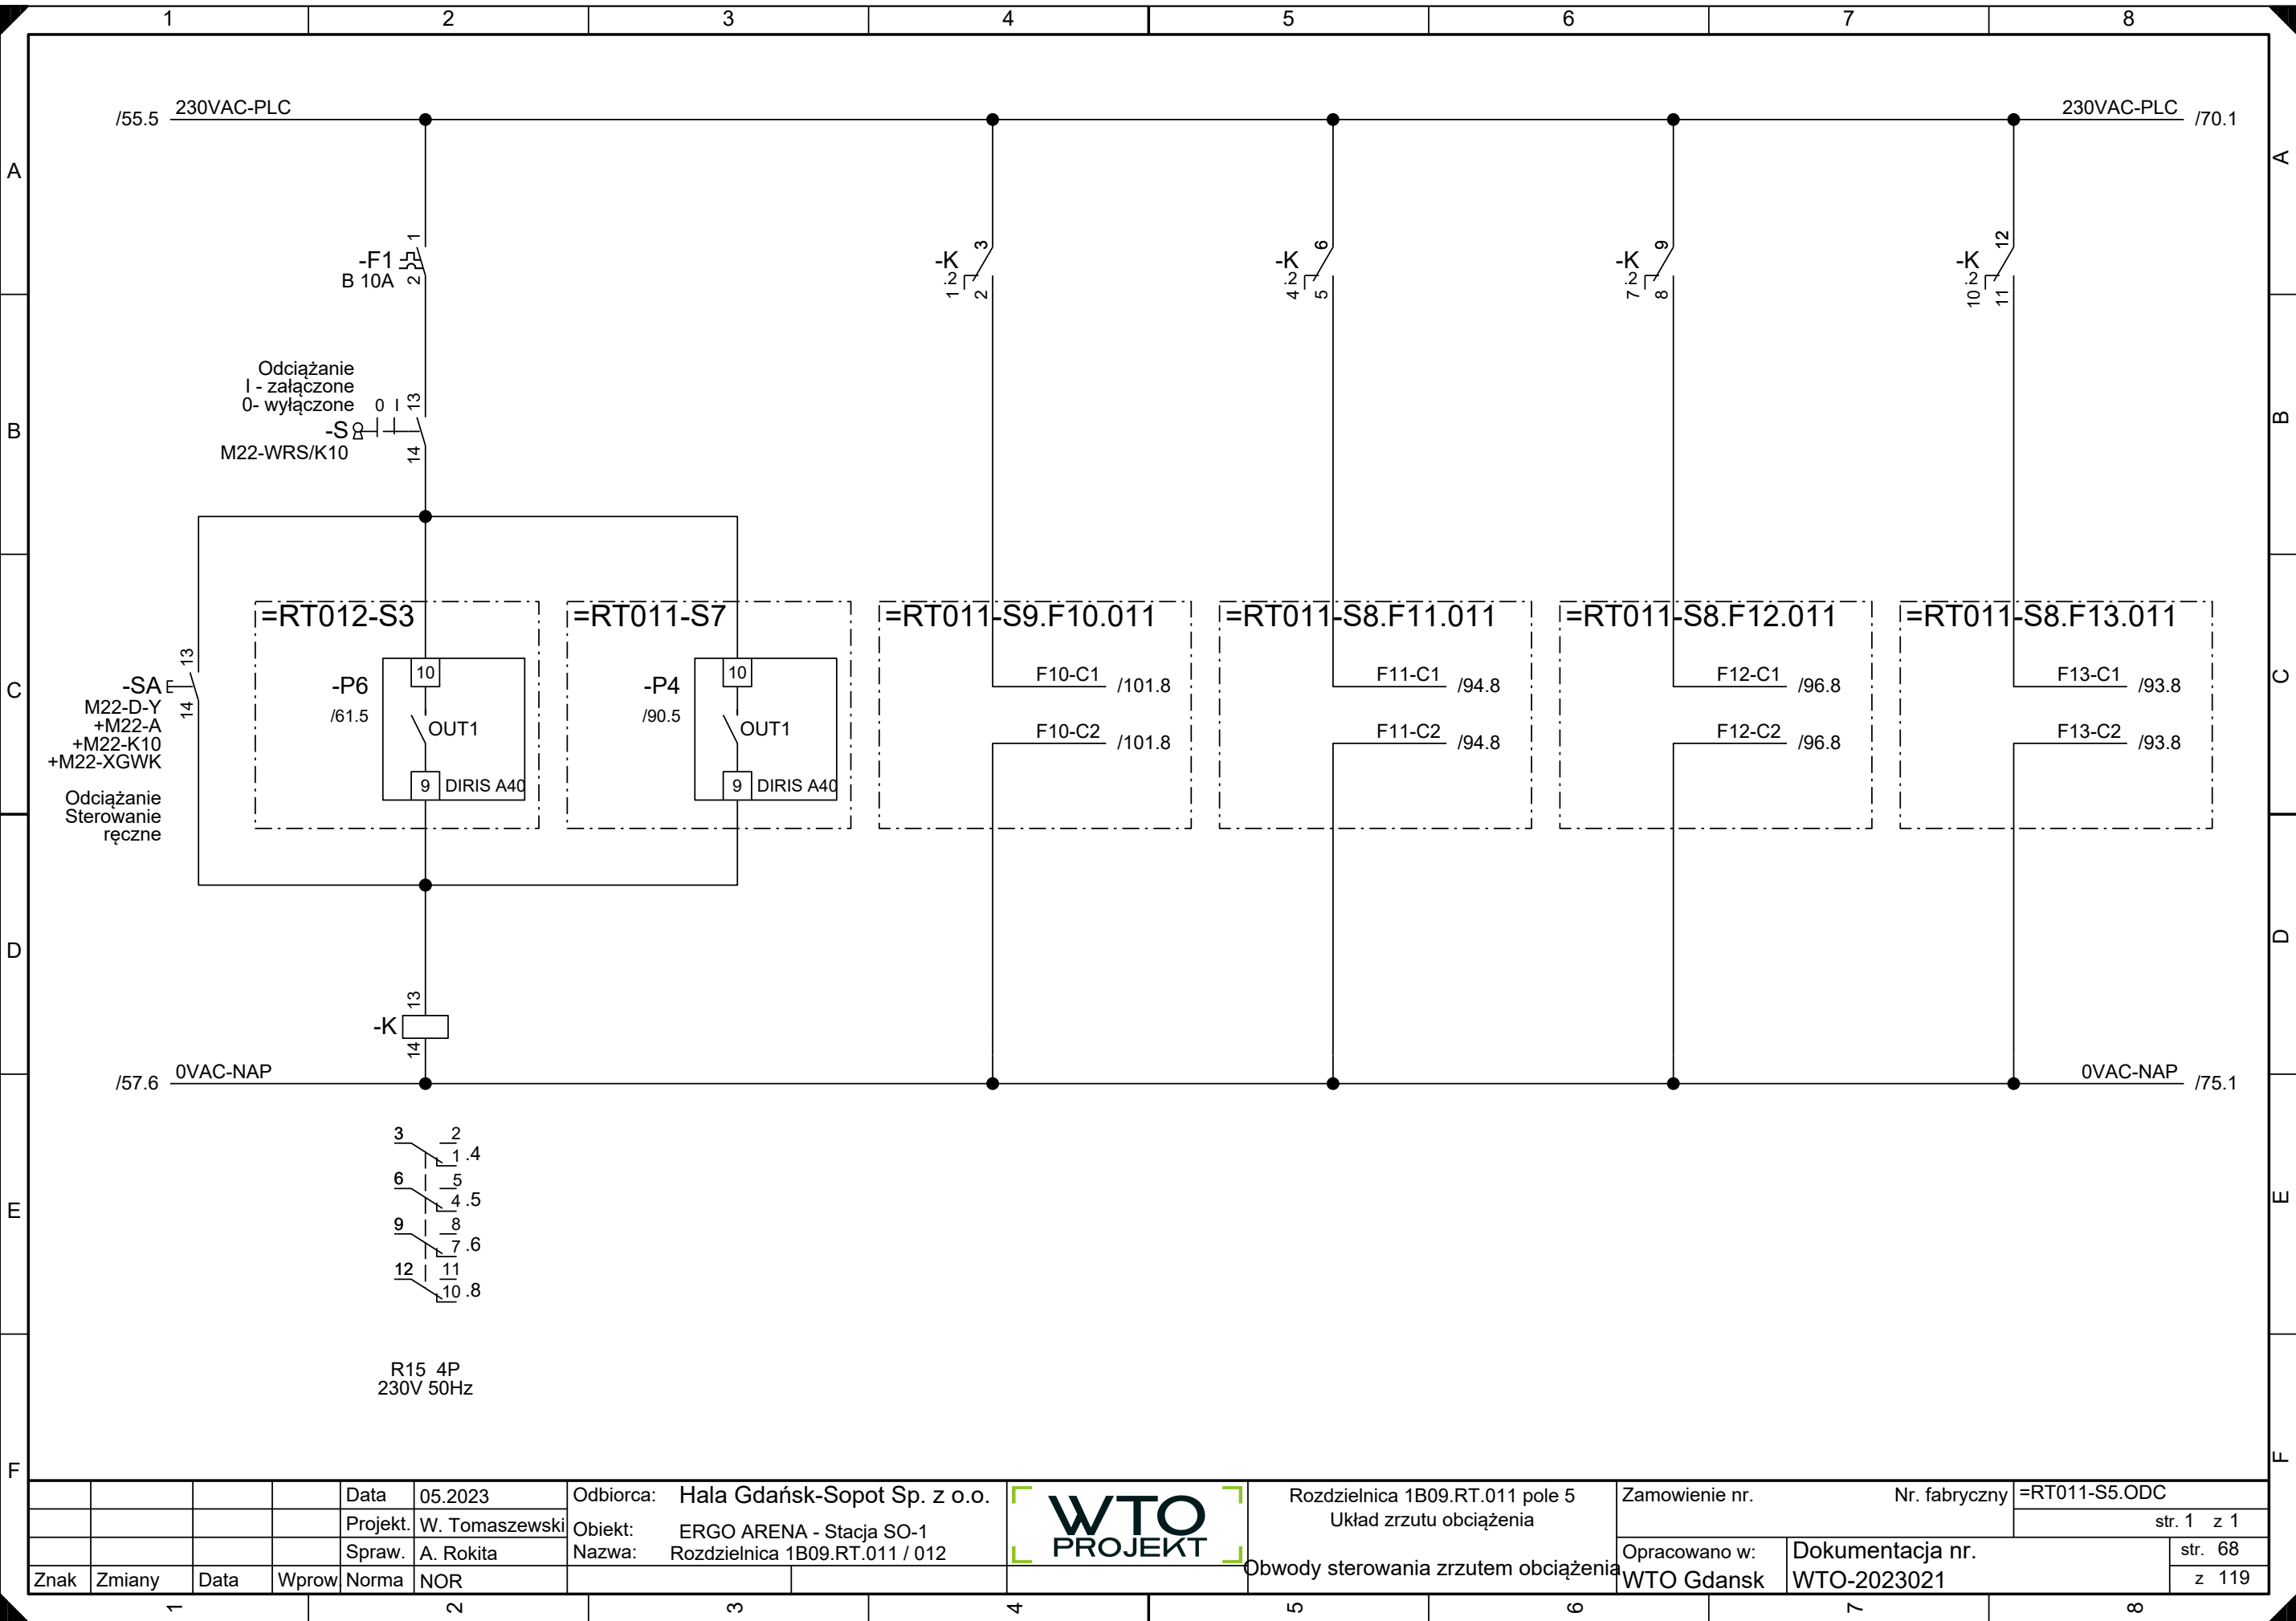 1 2 3 4 5 6 7 8
/55.5 230VAC-PLC
230VAC-PLC /70.1
A A
-F1
B 10A
1
2
-K
.2
3
1 2
-K
.2
6
4 5
-K
.2
9
7 8
-K
.2
12
10 11
Odciążanie
I - załączone
0- wyłączone
0 I
13
-S
M22-WRS/K10
14
B B
=RT012-S3
=RT011-S7
=RT011-S9.F10.011
=RT011-S8.F11.011
=RT011-S8.F12.011
=RT011-S8.F13.011
13
-SA
14
M22-D-Y
+M22-A
+M22-K10
+M22-XGWK
Odciążanie
Sterowanie
ręczne
-P6
/61.5
10
OUT1
9 DIRIS A40
-P4
/90.5
10
OUT1
9 DIRIS A40
F10-C1 /101.8
F10-C2 /101.8
F11-C1 /94.8
F11-C2 /94.8
F12-C1 /96.8
F12-C2 /96.8
F13-C1 /93.8
F13-C2 /93.8
C C
D D
13
-K
14
/57.6 0VAC-NAP
0VAC-NAP /75.1
3 2
1 .4
6 5
4 .5
9 8
7 .6
12 11
10 .8
E E
R15 4P
230V 50Hz
F F
Data 05.2023
Projekt. W. Tomaszewski
Spraw. A. Rokita
Znak Zmiany Data Wprow. Norma NOR
Odbiorca: Hala Gdańsk-Sopot Sp. z o.o.
Obiekt: ERGO ARENA - Stacja SO-1
Nazwa: Rozdzielnica 1B09.RT.011 / 012
WTO
PROJEKT
Rozdzielnica 1B09.RT.011 pole 5
Układ zrzutu obciążenia
Obwody sterowania zrzutem obciążenia
Zamowienie nr. Nr. fabryczny =RT011-S5.ODC
str. 1 z 1
Opracowano w:
WTO Gdansk
Dokumentacja nr.
WTO-2023021
str. 68
z 119
1 2 3 4 5 6 7 8